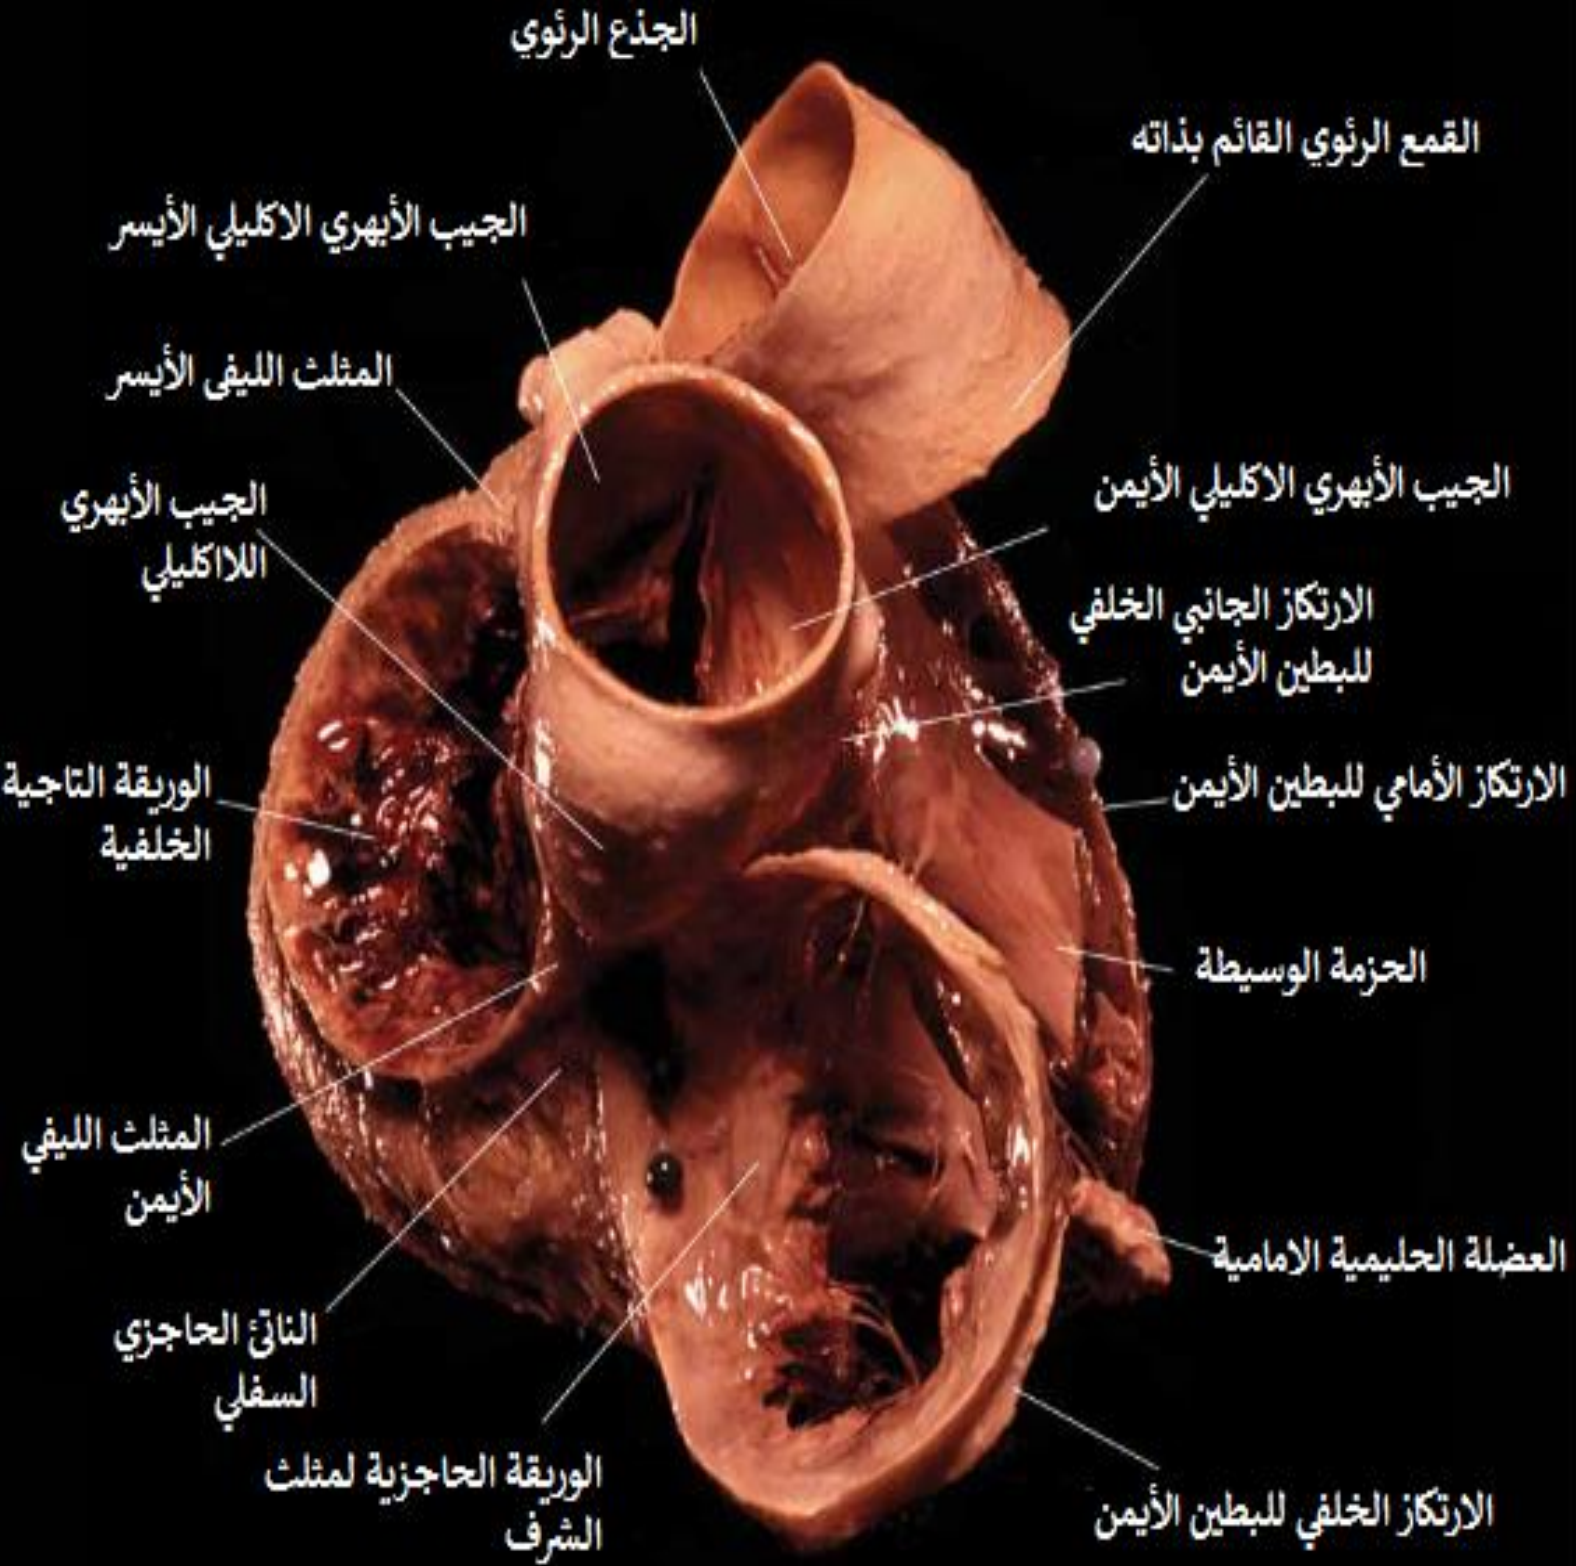 الجذع الرئوي
القمع الرئوي القائم بذاته
الجيب الأبهري الاكليلي الأيسر
المثلث الليفي الأيسر
الجيب الأبهري الاكليلي الأيمن
الجيب الأبهري
اللااكليلي
الارتكاز الجانبي الخلفي
للبطين الأيمن
الارتكاز الأمامي للبطين الأيمن
الوريقة التاجية
الخلفية
الحزمة الوسيطة
المثلث الليفي
الأيمن
العضلة الحليمية الامامية
الناتئ الحاجزي
السفلي
الوريقة الحاجزية لمثلث
الشرف
الارتكاز الخلفي للبطين الأيمن